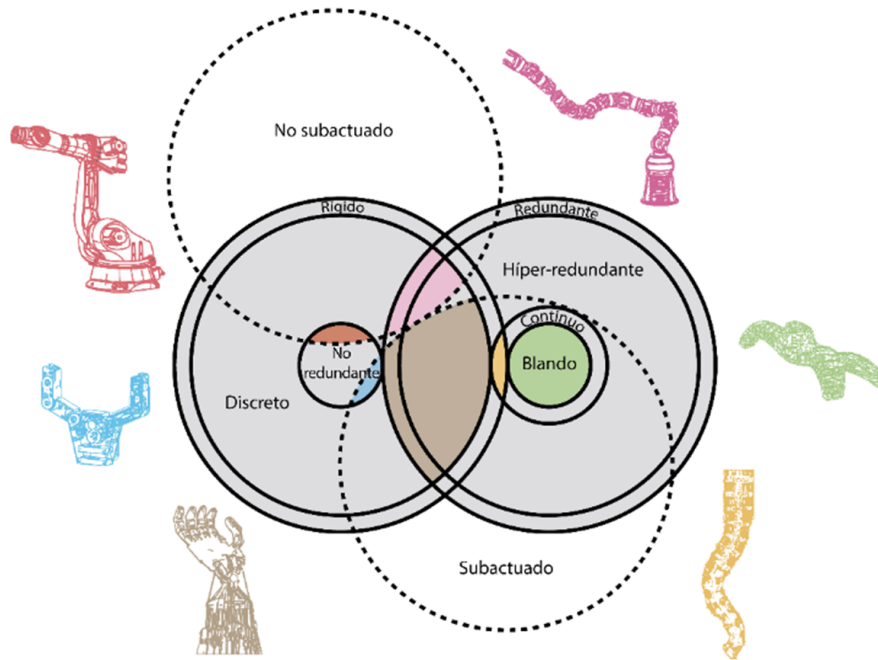 No subactuado
Rígido
Redundante
Híper-redundante
Continuo
No
redundante
Blando
Discreto
Subactuado